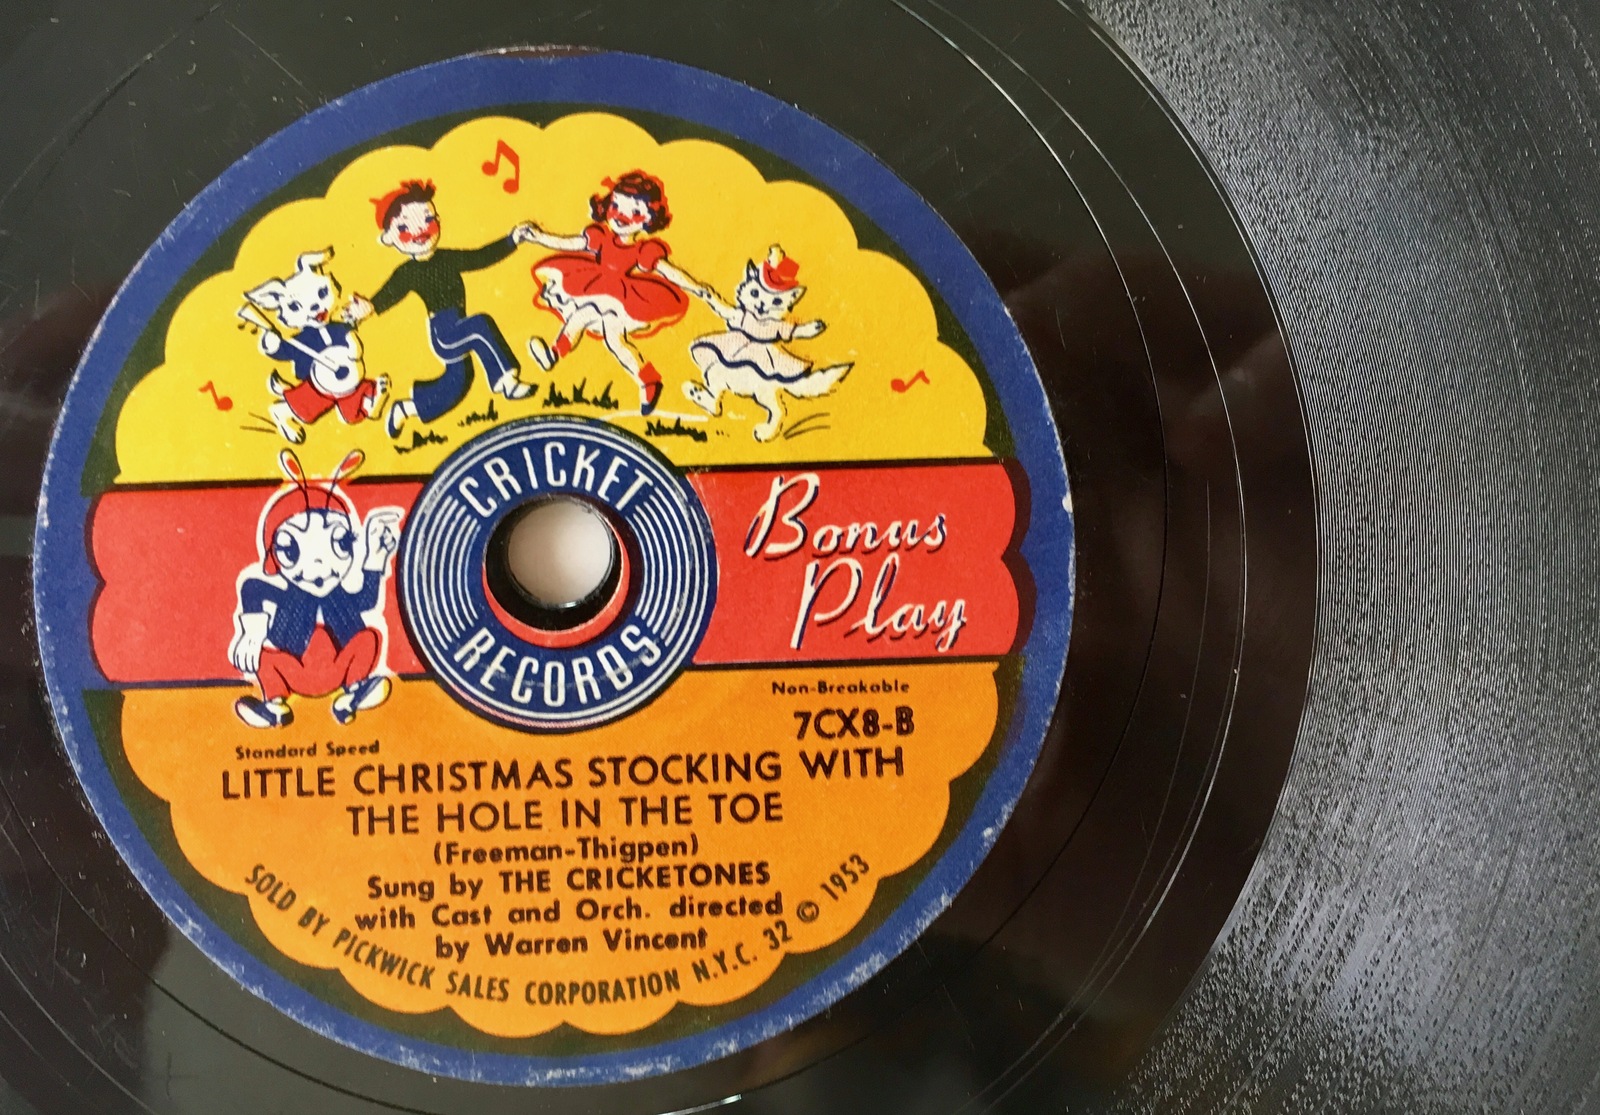 CRICKET
RECORDS
Bonus
Play
Non-Breakable
7CX8-B
Standard Speed
LITTLE CHRISTMAS STOCKING WITH
THE HOLE IN THE TOE
(Freeman-Thigpen)
Sung by THE CRICKETONES
with Cast and Orch. directed
by Warren Vincent
SOLD BY PICKWICK SALES CORPORATION N.Y.C. 32 © 1953